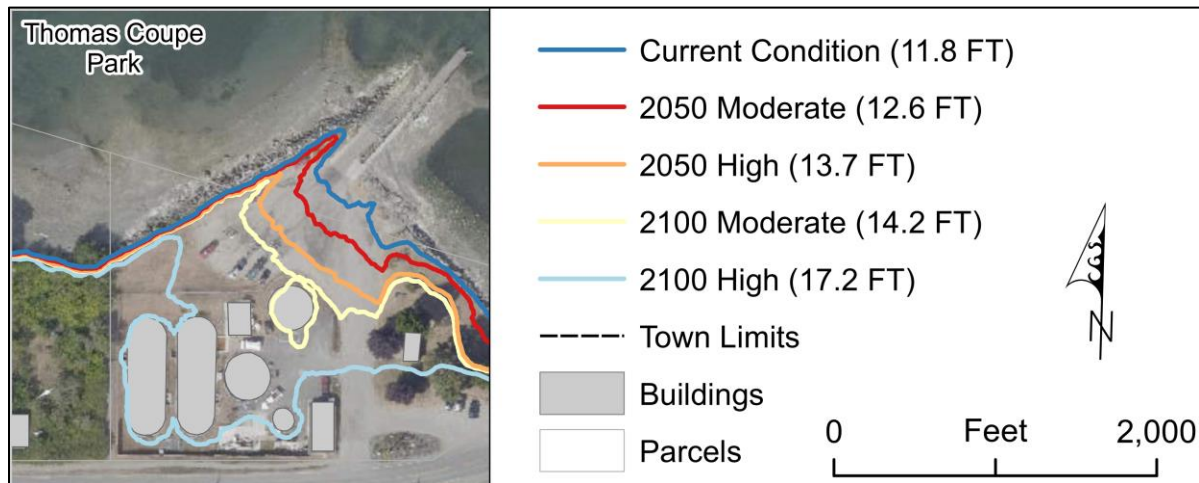 Thomas Coupe
Park
Current Condition (11.8 FT)
2050 Moderate (12.6 FT)
2050 High (13.7 FT)
2100 Moderate (14.2 FT)
2100 High (17.2 FT)
Town Limits
Buildings
Parcels
N
0 Feet 2,000